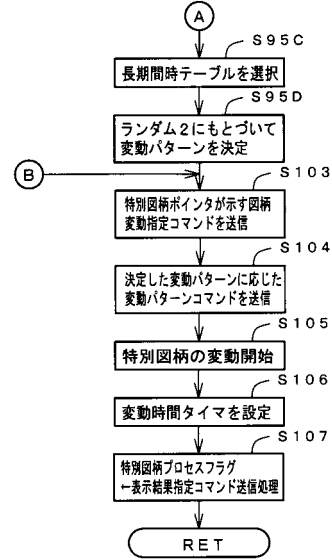 A
S95C
長期間時テーブルを選択
S95D
ランダム2にもとづいて
変動パターンを決定
B
S103
特別図柄ポインタが示す図柄
変動指定コマンドを送信
S104
決定した変動パターンに応じた
変動パターンコマンドを送信
S105
特別図柄の変動開始
S106
変動時間タイマを設定
S107
特別図柄プロセスフラグ
←表示結果指定コマンド送信処理
RET